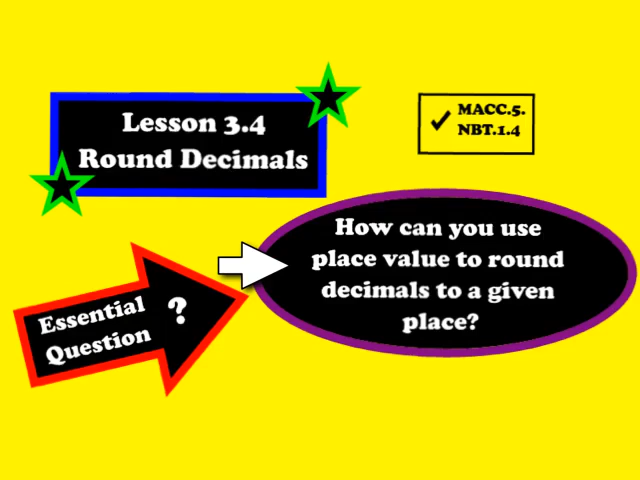 Lesson 3.4
Round Decimals
MACC.5.
NBT.1.4
How can you use
place value to round
decimals to a given
place?
Essential
Question
?